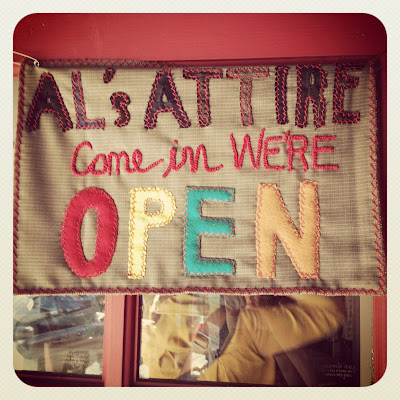 AL's ATTIRE
Come in WE'RE
OPEN